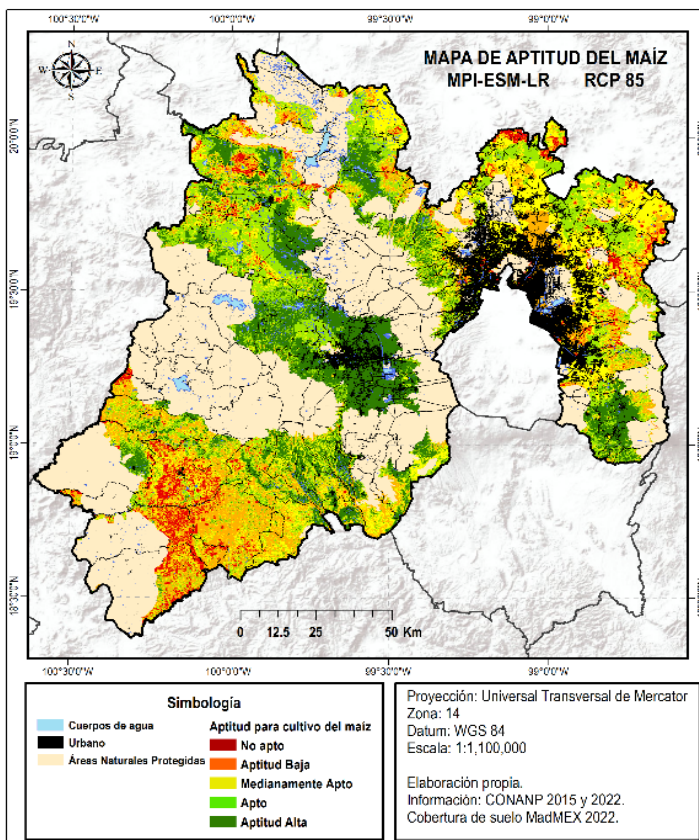 100°30'0"W 100°0'0"W 99°30'0"W 99°0'0"W
N
W E
S
MAPA DE APTITUD DEL MAÍZ
MPI-ESM-LR RCP 85
20°0'0"N
19°30'0"N
19°0'0"N
18°30'0"N
0 12.5 25 50 Km
100°30'0"W 100°0'0"W 99°30'0"W 99°0'0"W
Simbología
Cuerpos de agua
Urbano
Áreas Naturales Protegidas
Aptitud para cultivo del maíz
No apto
Aptitud Baja
Medianamente Apto
Apto
Aptitud Alta
Proyección: Universal Transversal de Mercator
Zona: 14
Datum: WGS 84
Escala: 1:1,100,000
Elaboración propia.
Información: CONANP 2015 y 2022.
Cobertura de suelo MadMEX 2022.